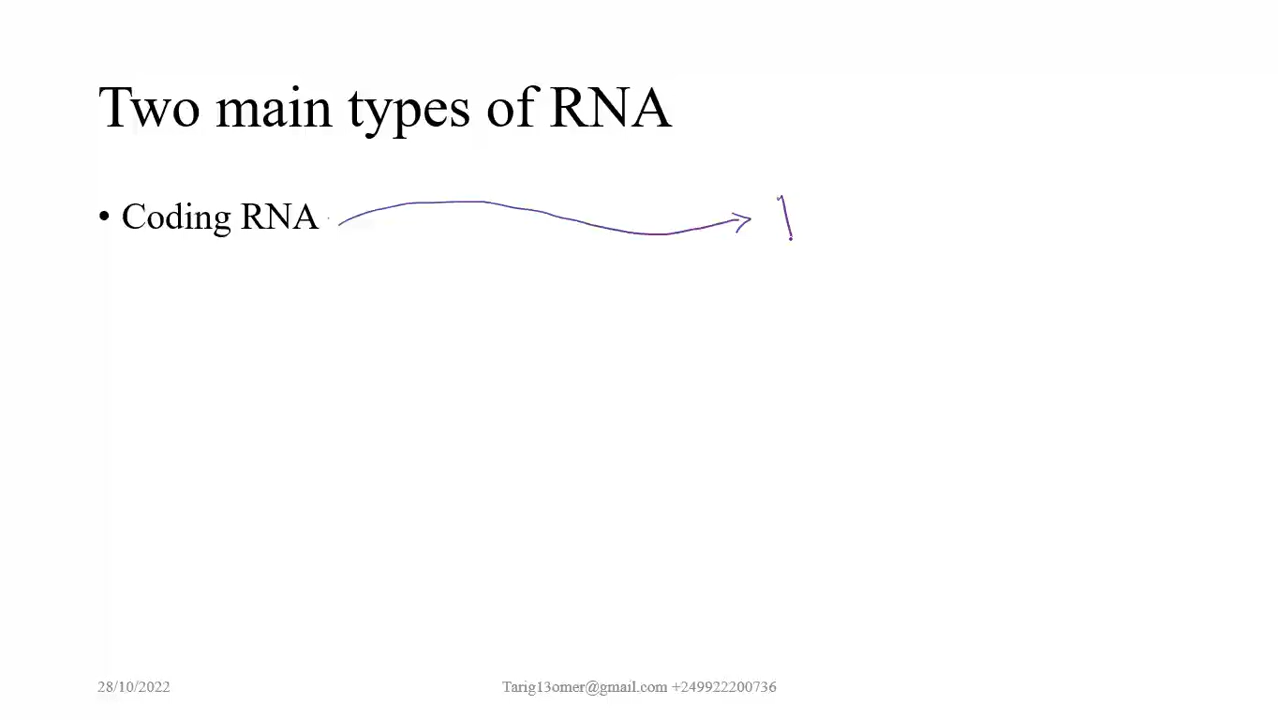 Two main types of RNA
• Coding RNA
28/10/2022
Tarig13omer@gmail.com +249922200736